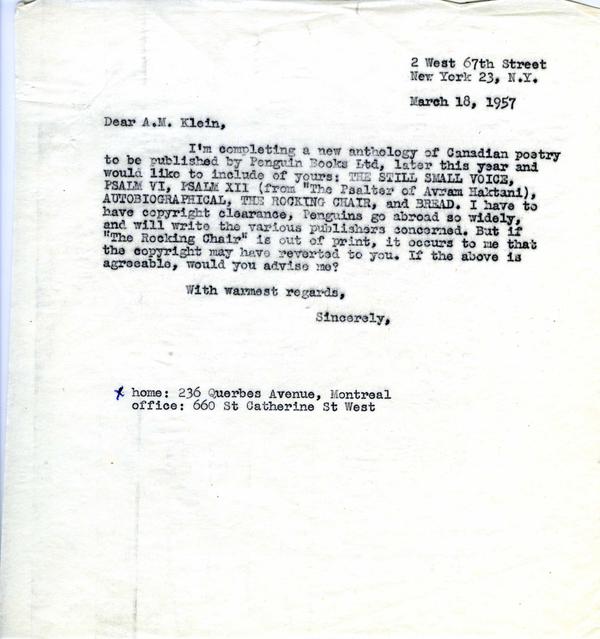 2 West 67th Street
New York 23, N.Y.
March 18, 1957
Dear A.M. Klein,
I'm completing a new anthology of Canadian poetry
to be published by Penguin Books Ltd, later this year and
would like to include of yours: THE STILL SMALL VOICE,
PSALM VI, PSALM XII (from "The Psalter of Avram Haktani),
AUTOBIOGRAPHICAL, THE ROCKING CHAIR, and BREAD. I have to
have copyright clearance, Penguins go abroad so widely,
and will write the various publishers concerned. But if
"The Rocking Chair" is out of print, it occurs to me that
the copyright may have reverted to you. If the above is
agreeable, would you advise me?
With warmest regards,
Sincerely,
x home: 236 Querbes Avenue, Montreal
office: 660 St Catherine St West